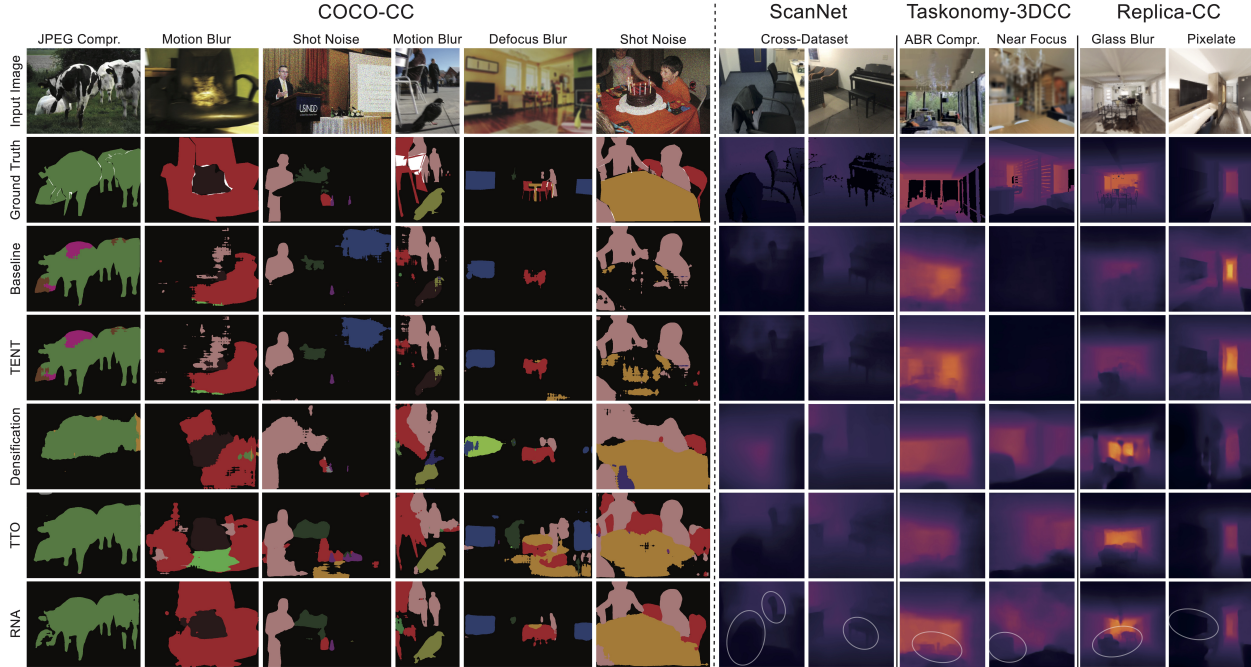 COCO-CC
ScanNet
Taskonomy-3DCC
Replica-CC
JPEG Compr.
Motion Blur
Shot Noise
Motion Blur
Defocus Blur
Shot Noise
Cross-Dataset
ABR Compr.
Near Focus
Glass Blur
Pixelate
Input Image
Ground Truth
Baseline
TENT
Densification
TTO
RNA